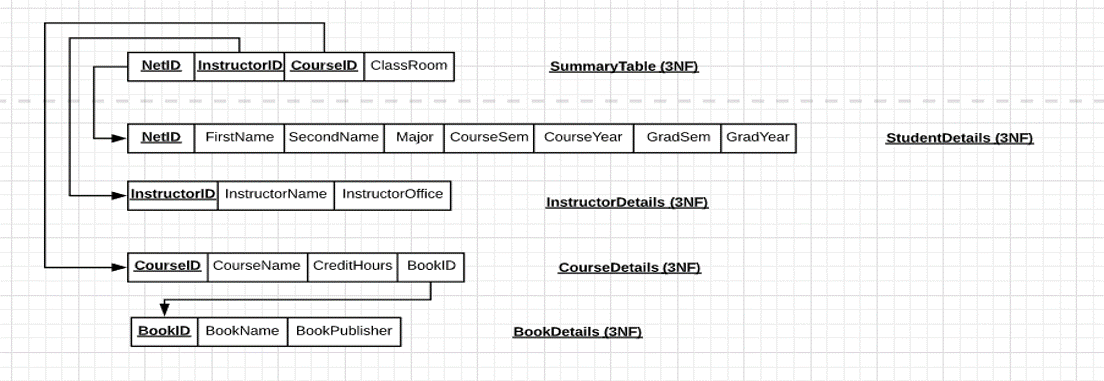 NetID InstructorID CourseID ClassRoom SummaryTable (3NF)
NetID FirstName SecondName Major CourseSem CourseYear GradSem GradYear StudentDetails (3NF)
InstructorID InstructorName InstructorOffice InstructorDetails (3NF)
CourseID CourseName CreditHours BookID CourseDetails (3NF)
BookID BookName BookPublisher BookDetails (3NF)